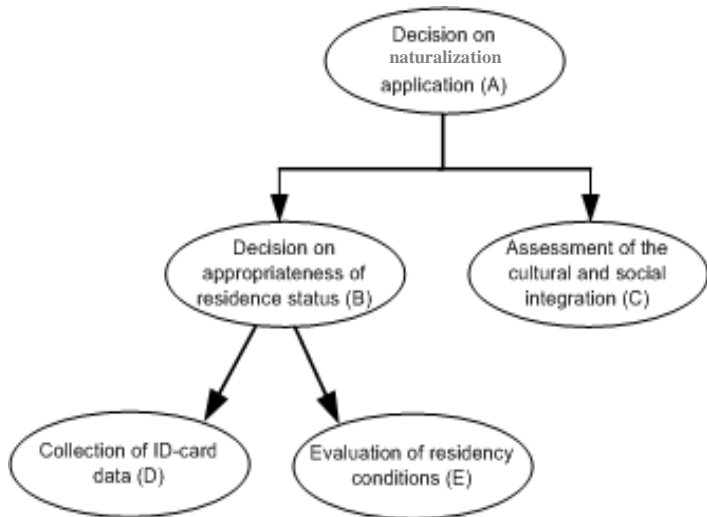 Decision on
naturalization
application (A)
Decision on
appropriateness of
residence status (B)
Assessment of the
cultural and social
integration (C)
Collection of ID-card
data (D)
Evaluation of residency
conditions (E)